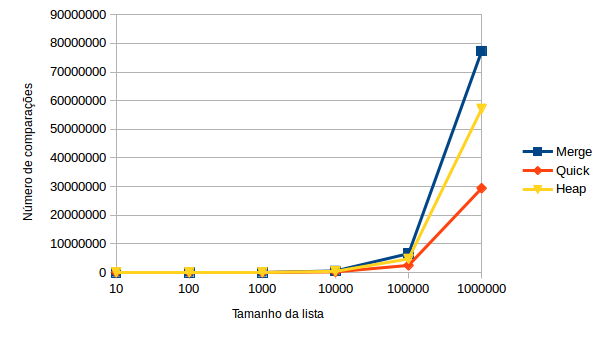 90000000
80000000
70000000
60000000
50000000
40000000
30000000
20000000
10000000
0
Número de comparações
10 100 1000 10000 100000 1000000
Tamanho da lista
Merge
Quick
Heap